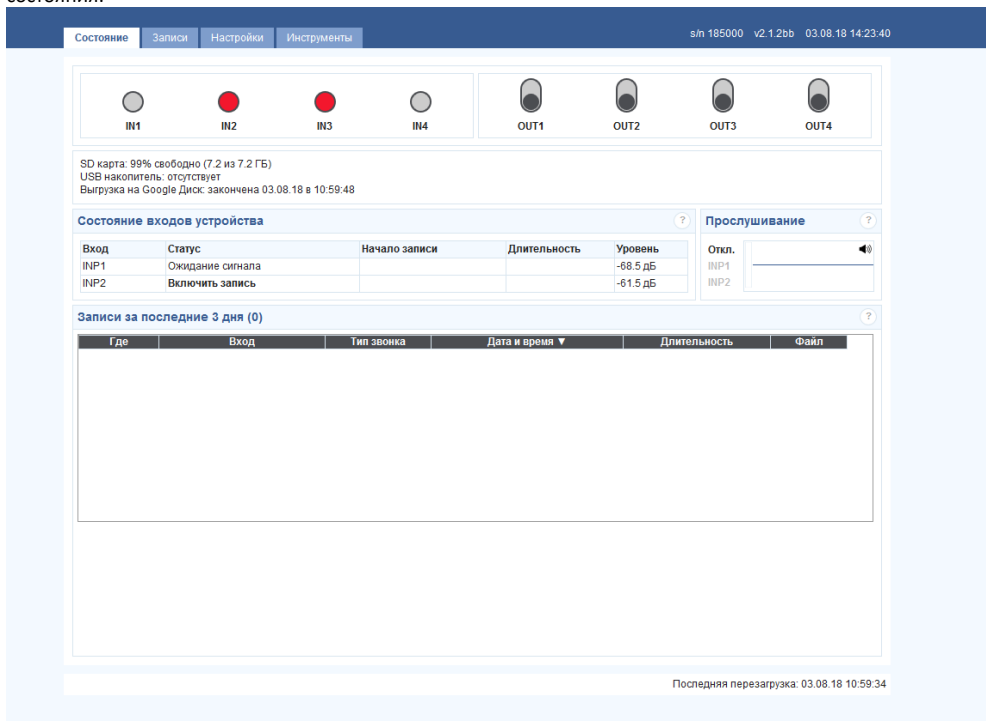 состояния.
Состояние Записи Настройки Инструменты s/n 185000 v2.1.2bb 03.08.18 14:23:40
IN1 IN2 IN3 IN4 OUT1 OUT2 OUT3 OUT4
SD карта: 99% свободно (7.2 из 7.2 ГБ)
USB накопитель: отсутствует
Выгрузка на Google Диск: закончена 03.08.18 в 10:59:48
Состояние входов устройства ? Прослушивание ?
Вход Статус Начало записи Длительность Уровень Откл.
INP1 Ожидание сигнала -68.5 дБ INP1
INP2 Включить запись -61.5 дБ INP2
Записи за последние 3 дня (0) ?
Где Вход Тип звонка Дата и время ▼ Длительность Файл
Последняя перезагрузка: 03.08.18 10:59:34